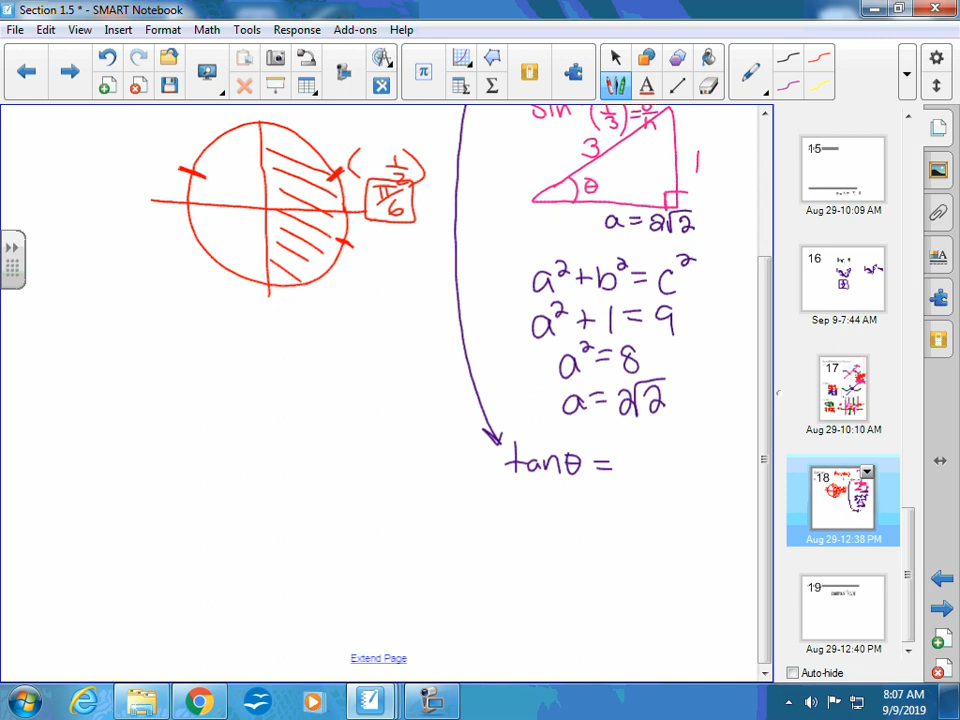 Section 1.5 * - SMART Notebook
File Edit View Insert Format Math Tools Response Add-ons Help
sin (1/3) = o/h
3
1
θ
a = 2√2
(1/2)
π/6
a² + b² = c²
a² + 1 = 9
a² = 8
a = 2√2
tanθ =
Extend Page
15
Aug 29-10:09 AM
16
Sep 9-7:44 AM
17
Aug 29-10:10 AM
18
Aug 29-12:38 PM
19
Aug 29-12:40 PM
Auto-hide
8:07 AM
9/9/2019